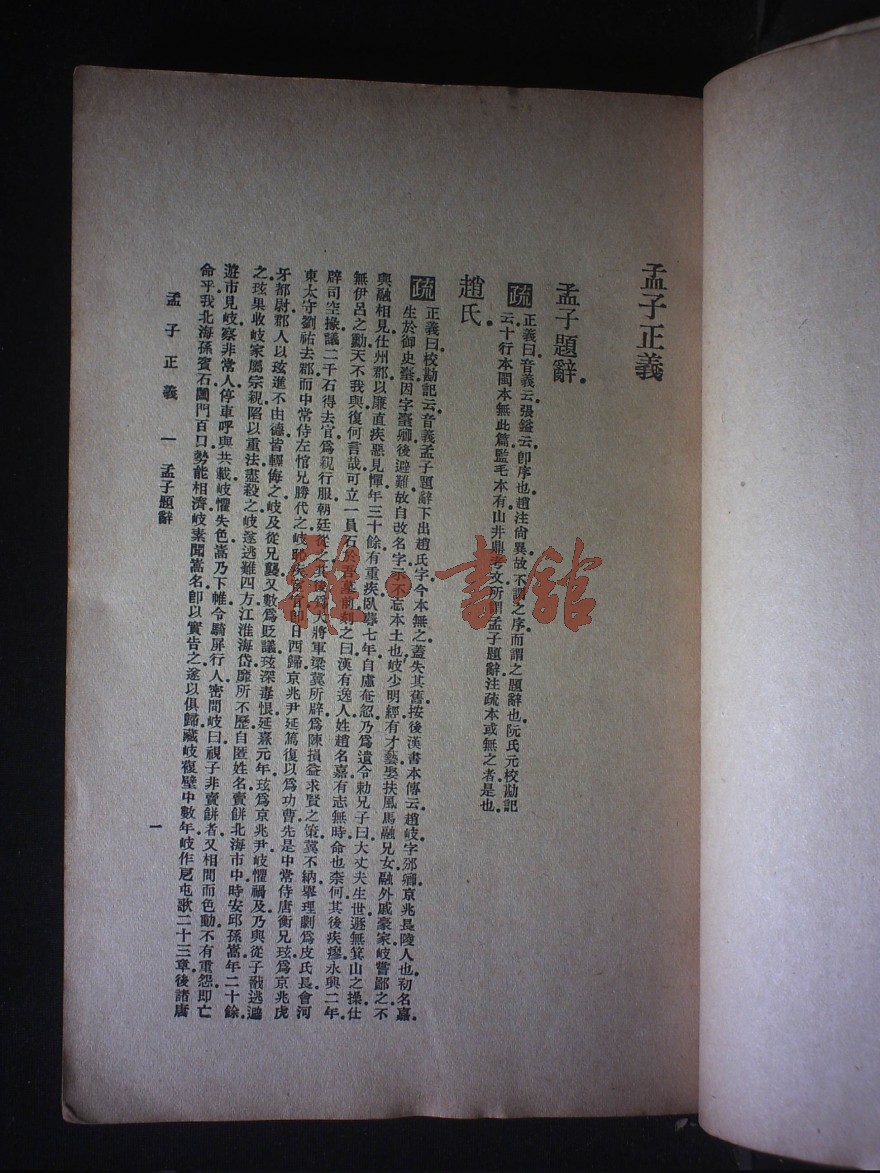 孟子正義
孟子題辭。
疏 正義曰。音義云。張鎰云。卽序也。趙注尙異。故不謂之序而謂之題辭也。阮氏元校勘記
云。十行本閩本無此篇。監毛本有。山井鼎考文。所謂孟子題辭注疏本或無之者是也。
趙氏。
疏 正義曰。校勘記云。音義孟子題辭下出趙氏字。今本無之。蓋失其舊。按後漢書本傳云。趙岐字邠卿。京兆長陵人也。初名嘉。
生於御史臺。因字臺卿。後避難。故自改名字。示不忘本土也。岐少明經。有才藝。娶扶風馬融兄女。融外戚豪家。岐嘗鄙之。不
與融相見。仕州郡。以廉直疾惡見憚。年三十餘。有重疾。臥蓐七年。自慮奄忽。乃爲遺令。勅兄子曰。大丈夫生世。遯無箕山之操。仕
無伊呂之勳。天不我與。復何言哉。可立一員石於吾墓前。刻之曰。漢有逸人。姓趙名嘉。有志無時。命也柰何。其後疾瘳。永興二年。
辟司空掾。議二千石得去官爲親行服。朝廷從之。其後爲大將軍梁冀所辟。爲陳損益求賢之策。冀不納。舉理劇。爲皮氏長。會河
東太守劉祐去郡。而中常侍左悺兄勝代之。岐恥疾宦官。卽日西歸。京兆尹延篤復以爲功曹。先是中常侍唐衡兄玹爲京兆虎
牙都尉。郡人以玹進不由德。皆輕侮之。岐及從兄襲又數爲貶議。玹深毒恨。延熹元年。玹爲京兆尹。岐懼禍及。乃與從子戩逃避
之。玹果收岐家屬宗親。陷以重法。盡殺之。岐遂逃難四方。江淮海岱。靡所不歷。自匿姓名。賣餅北海市中。時安邱孫嵩年二十餘。
遊市見岐。察非常人。停車呼與共載。岐懼失色。嵩乃下帷。令騎屏行人。密問岐曰。視子非賣餅者。又相問而色動。不有重怨。卽亡
命乎。我北海孫賓石。闔門百口。勢能相濟。岐素聞嵩名。卽以實告之。遂以俱歸。藏岐複壁中數年。岐作戹屯歌二十三章。後諸唐
孟子正義 一 孟子題辭
一
雜·書館